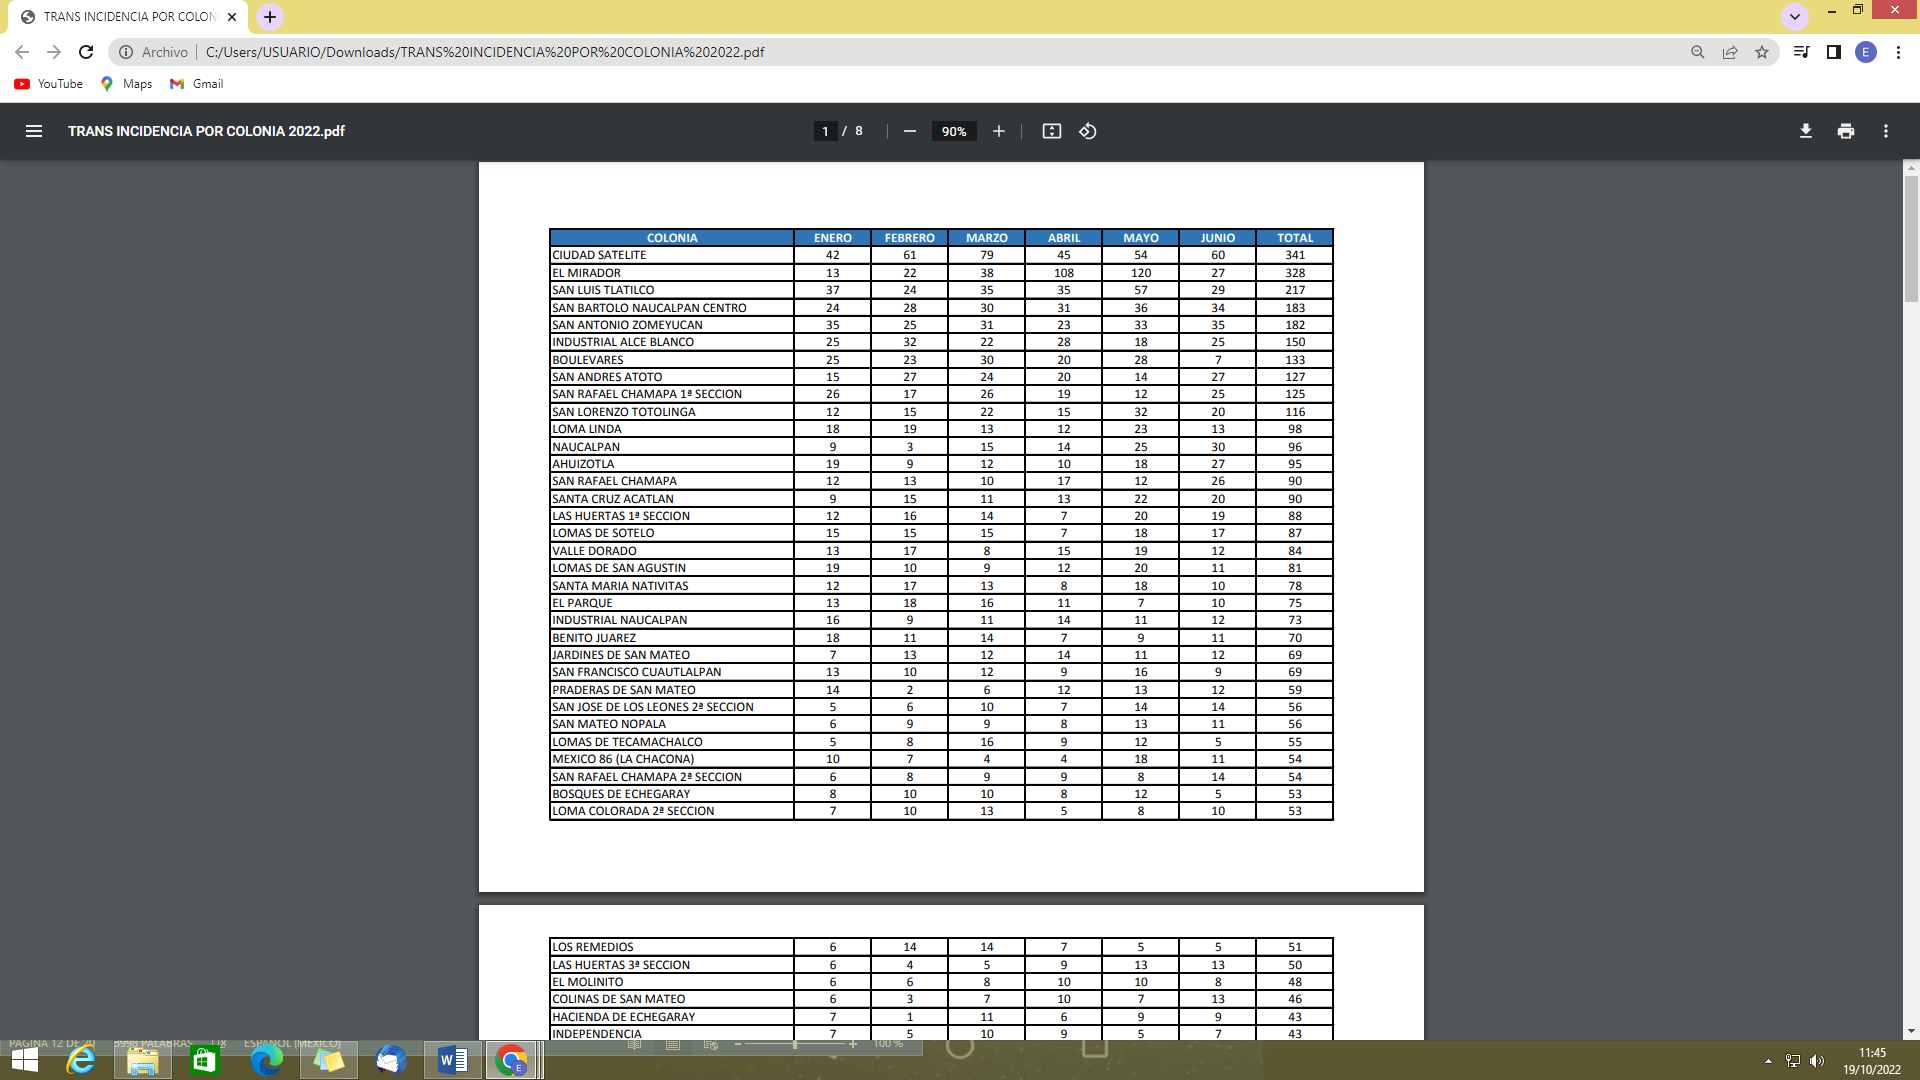 TRANS INCIDENCIA POR COLON
Archivo C:/Users/USUARIO/Downloads/TRANS%20INCIDENCIA%20POR%20COLONIA%202022.pdf
E
YouTube Maps Gmail
TRANS INCIDENCIA POR COLONIA 2022.pdf 1 / 8 90%
COLONIA ENERO FEBRERO MARZO ABRIL MAYO JUNIO TOTAL
CIUDAD SATELITE 42 61 79 45 54 60 341
EL MIRADOR 13 22 38 108 120 27 328
SAN LUIS TLATILCO 37 24 35 35 57 29 217
SAN BARTOLO NAUCALPAN CENTRO 24 28 30 31 36 34 183
SAN ANTONIO ZOMEYUCAN 35 25 31 23 33 35 182
INDUSTRIAL ALCE BLANCO 25 32 22 28 18 25 150
BOULEVARES 25 23 30 20 28 7 133
SAN ANDRES ATOTO 15 27 24 20 14 27 127
SAN RAFAEL CHAMAPA 1ª SECCION 26 17 26 19 12 25 125
SAN LORENZO TOTOLINGA 12 15 22 15 32 20 116
LOMA LINDA 18 19 13 12 23 13 98
NAUCALPAN 9 3 15 14 25 30 96
AHUIZOTLA 19 9 12 10 18 27 95
SAN RAFAEL CHAMAPA 12 13 10 17 12 26 90
SANTA CRUZ ACATLAN 9 15 11 13 22 20 90
LAS HUERTAS 1ª SECCION 12 16 14 7 20 19 88
LOMAS DE SOTELO 15 15 15 7 18 17 87
VALLE DORADO 13 17 8 15 19 12 84
LOMAS DE SAN AGUSTIN 19 10 9 12 20 11 81
SANTA MARIA NATIVITAS 12 17 13 8 18 10 78
EL PARQUE 13 18 16 11 7 10 75
INDUSTRIAL NAUCALPAN 16 9 11 14 11 12 73
BENITO JUAREZ 18 11 14 7 9 11 70
JARDINES DE SAN MATEO 7 13 12 14 11 12 69
SAN FRANCISCO CUAUTLALPAN 13 10 12 9 16 9 69
PRADERAS DE SAN MATEO 14 2 6 12 13 12 59
SAN JOSE DE LOS LEONES 2ª SECCION 5 6 10 7 14 14 56
SAN MATEO NOPALA 6 9 9 8 13 11 56
LOMAS DE TECAMACHALCO 5 8 16 9 12 5 55
MEXICO 86 (LA CHACONA) 10 7 4 4 18 11 54
SAN RAFAEL CHAMAPA 2ª SECCION 6 8 9 9 8 14 54
BOSQUES DE ECHEGARAY 8 10 10 8 12 5 53
LOMA COLORADA 2ª SECCION 7 10 13 5 8 10 53
LOS REMEDIOS 6 14 14 7 5 5 51
LAS HUERTAS 3ª SECCION 6 4 5 9 13 13 50
EL MOLINITO 6 6 8 10 10 8 48
COLINAS DE SAN MATEO 6 3 7 10 7 13 46
HACIENDA DE ECHEGARAY 7 1 11 6 9 9 43
INDEPENDENCIA 7 5 10 9 5 7 43
PÁGINA 12 DE 20 3998 PALABRAS ESPAÑOL (MÉXICO) 100 %
11:45
19/10/2022